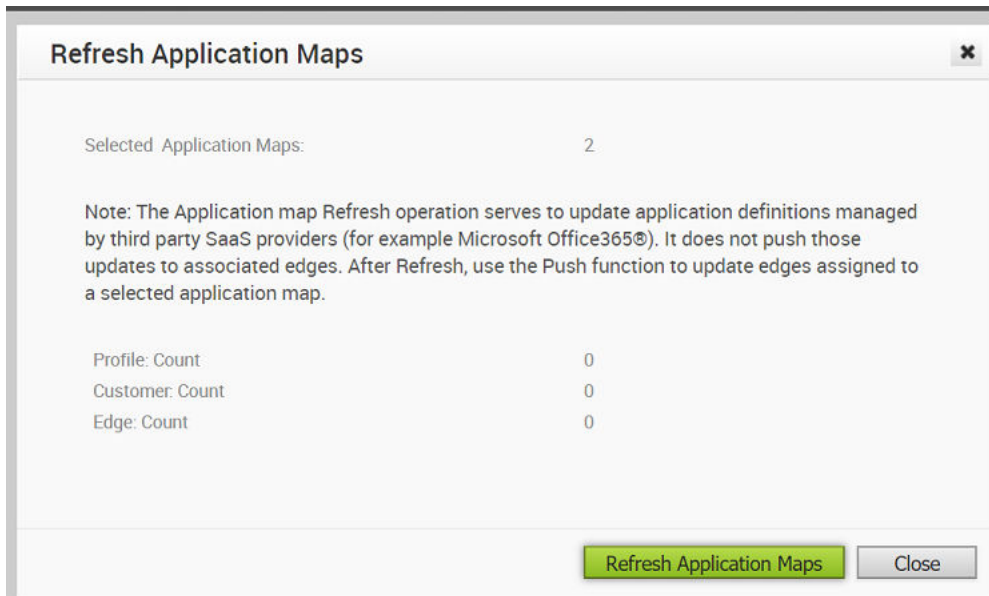 Refresh Application Maps
Selected Application Maps: 2
Note: The Application map Refresh operation serves to update application definitions managed
by third party SaaS providers (for example Microsoft Office365®). It does not push those
updates to associated edges. After Refresh, use the Push function to update edges assigned to
a selected application map.
Profile: Count 0
Customer: Count 0
Edge: Count 0
Refresh Application Maps Close